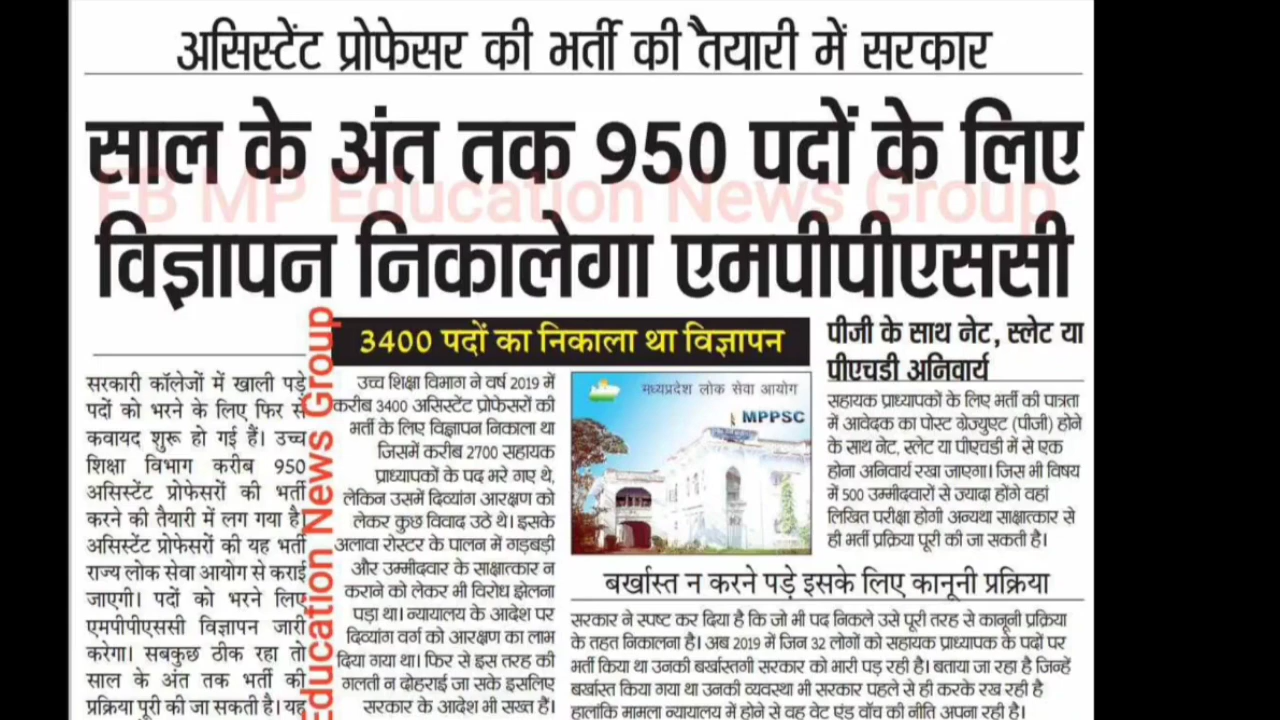 असिस्टेंट प्रोफेसर की भर्ती की तैयारी में सरकार
साल के अंत तक 950 पदों के लिए
विज्ञापन निकालेगा एमपीपीएससी
FB MP Education News Group
सरकारी कॉलेजों में खाली पड़े
पदों को भरने के लिए फिर से
कवायद शुरू हो गई हैं। उच्च
शिक्षा विभाग करीब 950
असिस्टेंट प्रोफेसरों की भर्ती
करने की तैयारी में लग गया है।
असिस्टेंट प्रोफेसरों की यह भर्ती
राज्य लोक सेवा आयोग से कराई
जाएगी। पदों को भरने लिए
एमपीपीएससी विज्ञापन जारी
करेगा। सबकुछ ठीक रहा तो
साल के अंत तक भर्ती की
प्रक्रिया पूरी की जा सकती है। यह
Education News Group
3400 पदों का निकाला था विज्ञापन
उच्च शिक्षा विभाग ने वर्ष 2019 में
करीब 3400 असिस्टेंट प्रोफेसरों की
भर्ती के लिए विज्ञापन निकाला था
जिसमें करीब 2700 सहायक
प्राध्यापकों के पद भरे गए थे,
लेकिन उसमें दिव्यांग आरक्षण को
लेकर कुछ विवाद उठे थे। इसके
अलावा रोस्टर के पालन में गड़बड़ी
और उम्मीदवार के साक्षात्कार न
कराने को लेकर भी विरोध झेलना
पड़ा था। न्यायालय के आदेश पर
दिव्यांग वर्ग को आरक्षण का लाभ
दिया गया था। फिर से इस तरह की
गलती न दोहराई जा सके इसलिए
सरकार के आदेश भी सख्त हैं।
मध्यप्रदेश लोक सेवा आयोग
MPPSC
पीजी के साथ नेट, स्लेट या
पीएचडी अनिवार्य
सहायक प्राध्यापकों के लिए भर्ती की पात्रता
में आवेदक का पोस्ट ग्रेज्युएट (पीजी) होने
के साथ नेट, स्लेट या पीएचडी में से एक
होना अनिवार्य रखा जाएगा। जिस भी विषय
में 500 उम्मीदवारों से ज्यादा होंगे वहां
लिखित परीक्षा होगी अन्यथा साक्षात्कार से
ही भर्ती प्रक्रिया पूरी की जा सकती है।
बर्खास्त न करने पड़े इसके लिए कानूनी प्रक्रिया
सरकार ने स्पष्ट कर दिया है कि जो भी पद निकले उसे पूरी तरह से कानूनी प्रक्रिया
के तहत निकालना है। अब 2019 में जिन 32 लोगों को सहायक प्राध्यापक के पदों पर
भर्ती किया था उनकी बर्खास्तगी सरकार को भारी पड़ रही है। बताया जा रहा है जिन्हें
बर्खास्त किया गया था उनकी व्यवस्था भी सरकार पहले से ही करके रख रही है
हालांकि मामला न्यायालय में होने से वह वेट एंड वॉच की नीति अपना रही है।